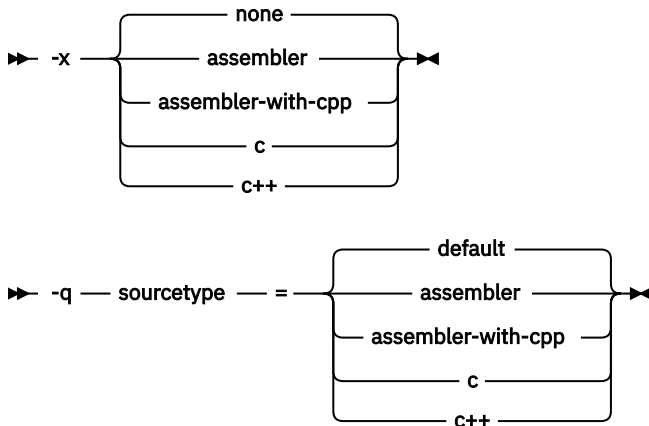 none
-x assembler
assembler-with-cpp
c
c++
default
-q sourcetype = assembler
assembler-with-cpp
c
c++